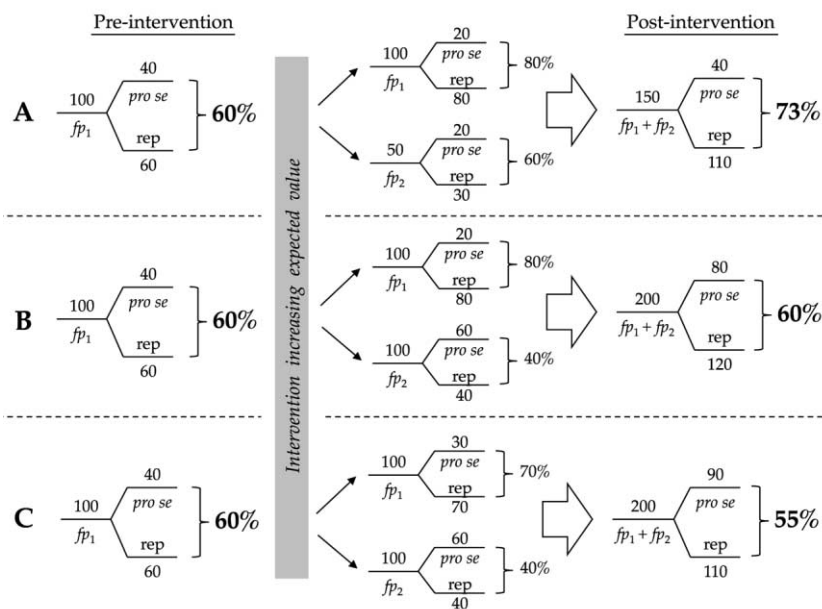 Pre-intervention
Post-intervention
Intervention increasing expected value
A
100
fp1
40
pro se
rep
60
60%
100
fp1
20
pro se
rep
80
80%
50
fp2
20
pro se
rep
30
60%
150
fp1 + fp2
40
pro se
rep
110
73%
B
100
fp1
40
pro se
rep
60
60%
100
fp1
20
pro se
rep
80
80%
100
fp2
60
pro se
rep
40
40%
200
fp1 + fp2
80
pro se
rep
120
60%
C
100
fp1
40
pro se
rep
60
60%
100
fp1
30
pro se
rep
70
70%
100
fp2
60
pro se
rep
40
40%
200
fp1 + fp2
90
pro se
rep
110
55%